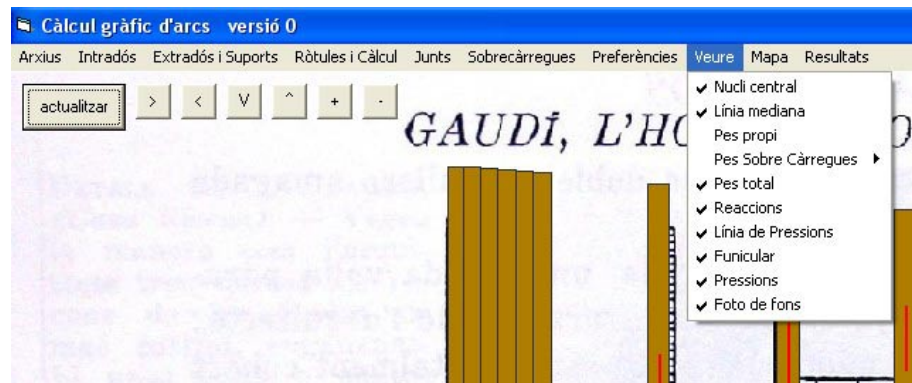 Càlcul gràfic d'arcs versió 0
Arxius Intradós Extradós i Suports Ròtules i Càlcul Junts Sobrecàrregues Preferències Veure Mapa Resultats
actualitzar > < V ^ + -
Nucli central
Línia mediana
Pes propi
Pes Sobre Càrregues
Pes total
Reaccions
Línia de Pressions
Funicular
Pressions
Foto de fons
GAUDÍ, L'HO